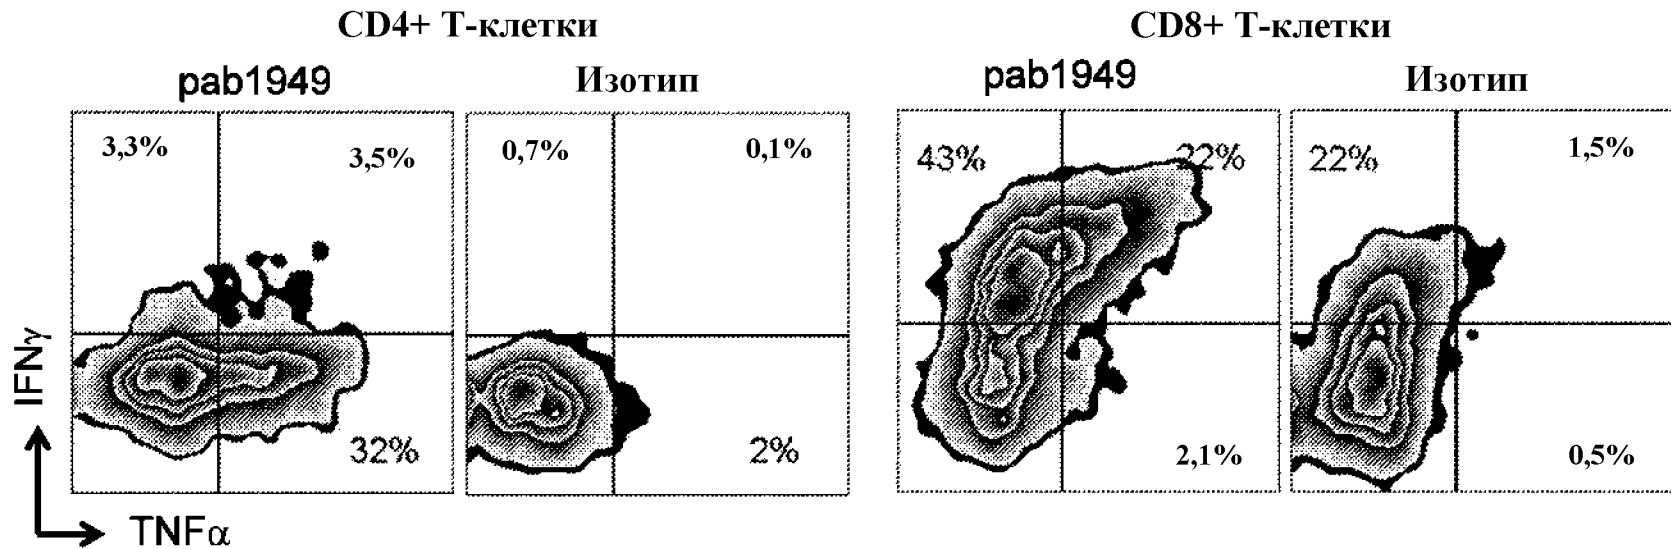 CD4+ Т-клетки
CD8+ Т-клетки
pab1949
Изотип
pab1949
Изотип
3,3%
3,5%
0,7%
0,1%
43%
22%
22%
1,5%
32%
2%
2,1%
0,5%
IFNγ
TNFα